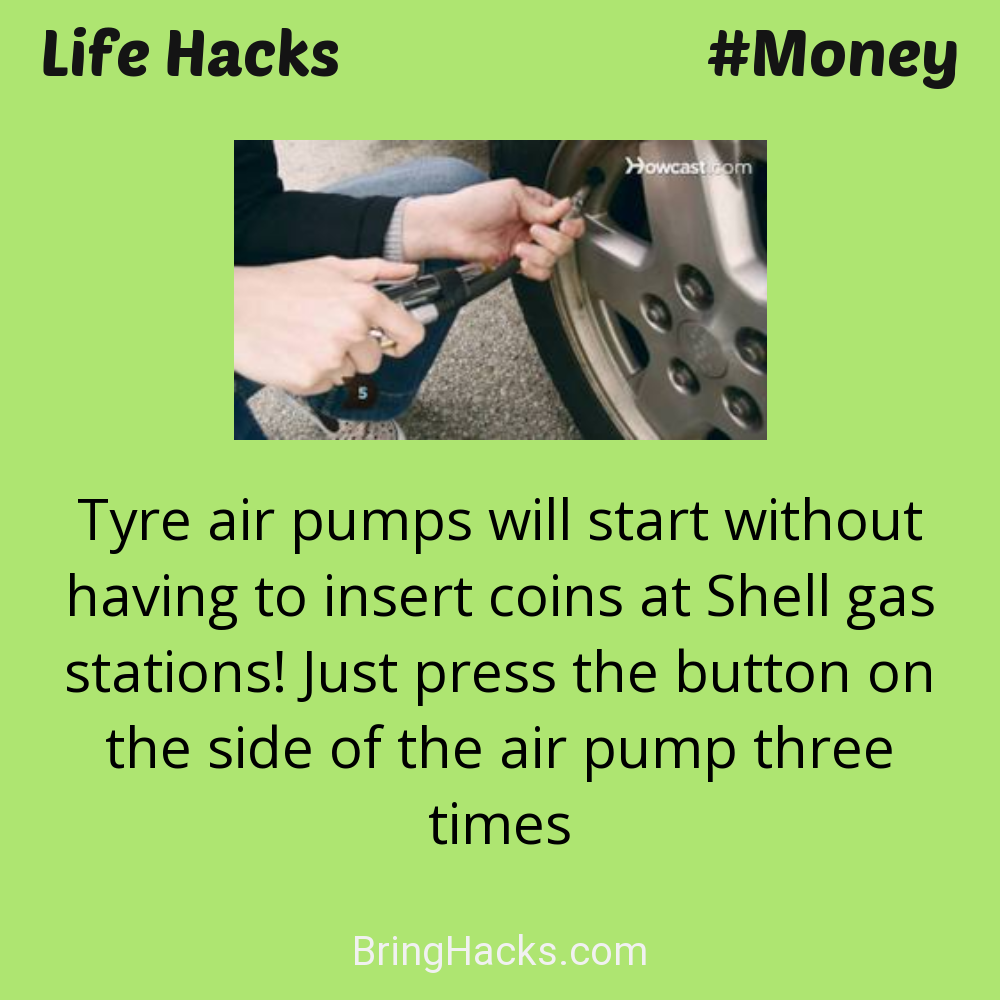 Life Hacks
#Money
Howcast.com
5
Tyre air pumps will start without
having to insert coins at Shell gas
stations! Just press the button on
the side of the air pump three
times
BringHacks.com